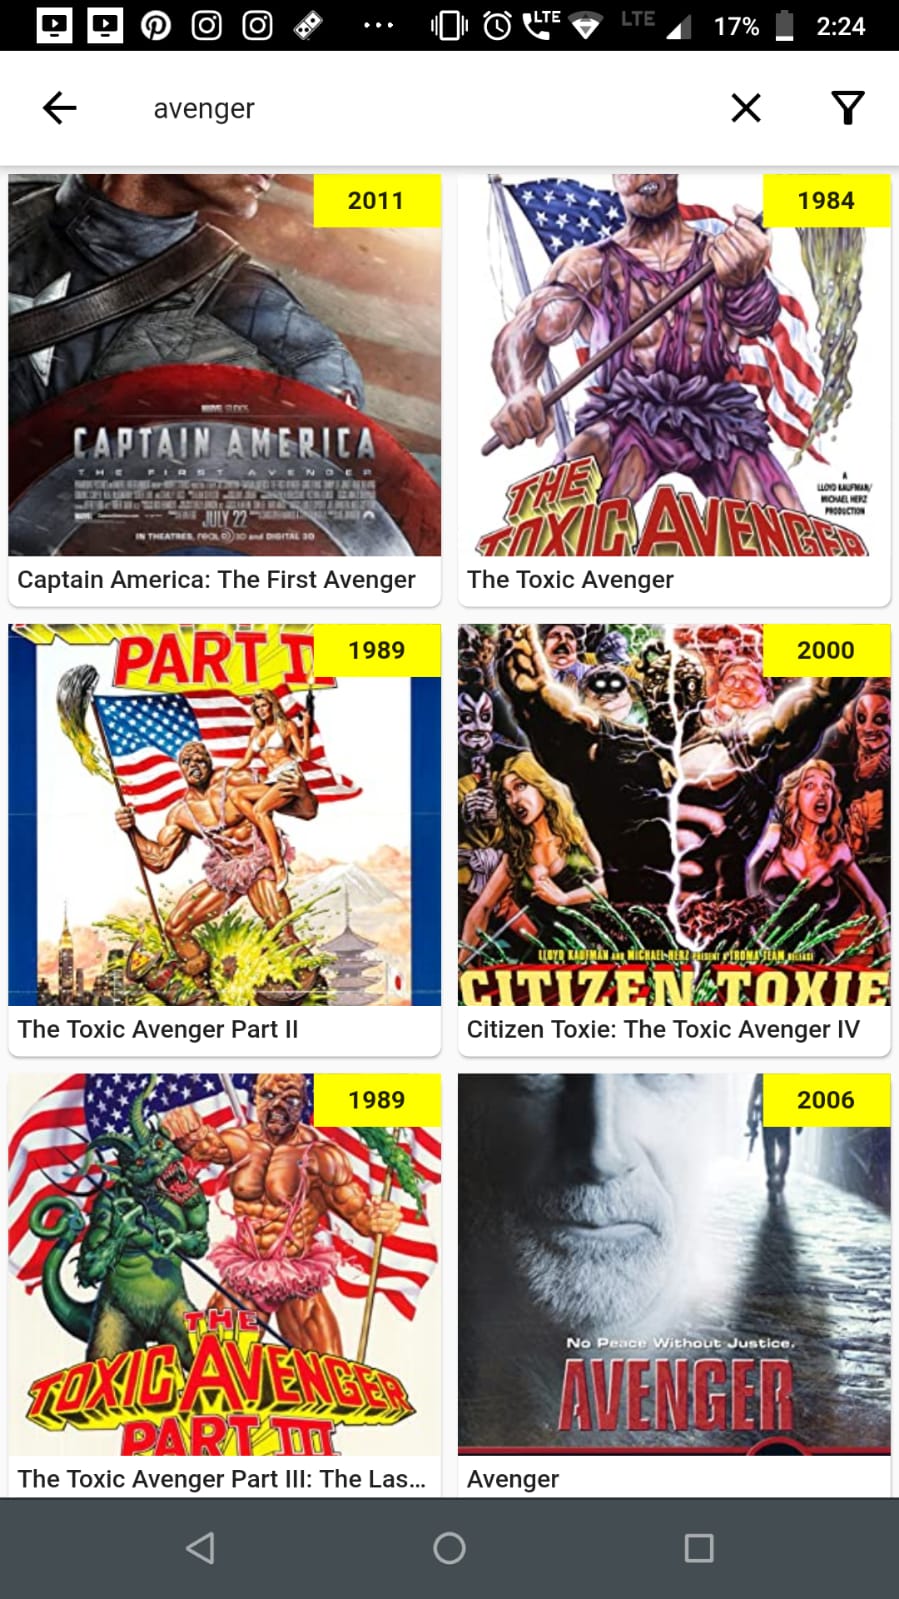 LTE LTE 17% 2:24
avenger
2011
MARVEL STUDIOS
CAPTAIN AMERICA
THE FIRST AVENGER
JULY 22
IN THEATRES, REAL D 3D and DIGITAL 3D
Captain America: The First Avenger
1984
A
LLOYD KAUFMAN/
MICHAEL HERZ
PRODUCTION
THE
TOXIC AVENGER
The Toxic Avenger
1989
PART II
The Toxic Avenger Part II
2000
LLOYD KAUFMAN AND MICHAEL HERZ PRESENT A TROMA TEAM RELEASE
CITIZEN TOXIE
Citizen Toxie: The Toxic Avenger IV
1989
THE
TOXIC AVENGER
PART III
The Toxic Avenger Part III: The Las...
2006
No Peace Without Justice.
AVENGER
Avenger